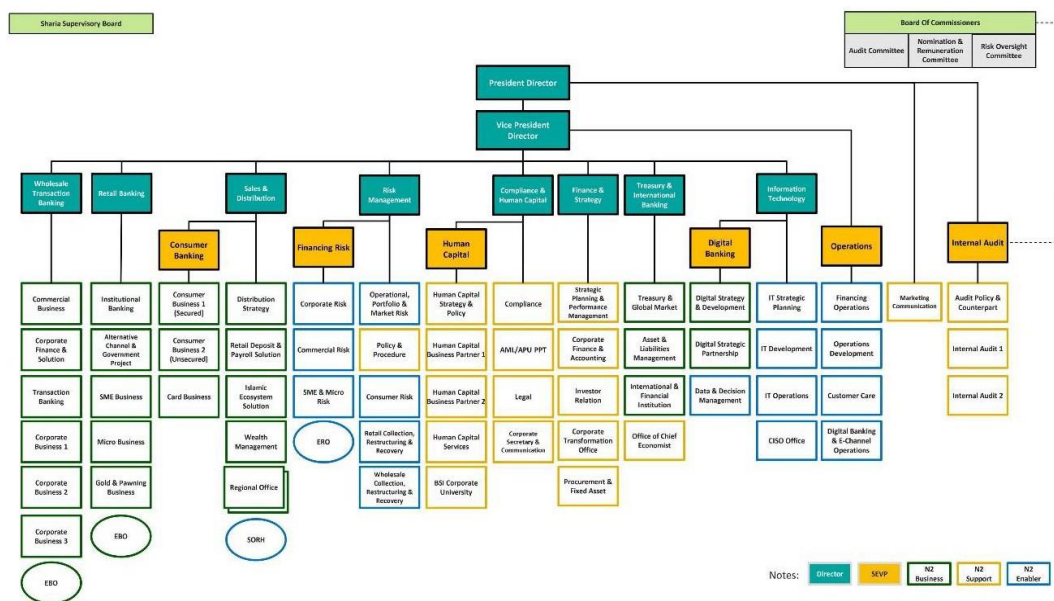 Sharia Supervisory Board
Board Of Commissioners
Audit Committee
Nomination &
Remuneration
Committee
Risk Oversight
Committee
President Director
Vice President
Director
Wholesale
Transaction
Banking
Retail Banking
Sales &
Distribution
Risk
Management
Compliance &
Human Capital
Finance &
Strategy
Treasury &
International
Banking
Information
Technology
Consumer
Banking
Financing Risk
Human
Capital
Digital
Banking
Operations
Internal Audit
Commercial
Business
Corporate
Finance &
Solution
Transaction
Banking
Corporate
Business 1
Corporate
Business 2
Corporate
Business 3
EBO
Institutional
Banking
Alternative
Channel &
Government
Project
SME Business
Micro Business
Gold & Pawning
Business
EBO
Consumer
Business 1
(Secured)
Consumer
Business 2
(Unsecured)
Card Business
Distribution
Strategy
Retail Deposit &
Payroll Solution
Islamic
Ecosystem
Solution
Wealth
Management
Regional Office
SORH
Corporate Risk
Commercial Risk
SME & Micro
Risk
ERO
Operational,
Portfolio &
Market Risk
Policy &
Procedure
Consumer Risk
Retail Collection,
Restructuring &
Recovery
Wholesale
Collection,
Restructuring &
Recovery
Human Capital
Strategy &
Policy
Human Capital
Business Partner 1
Human Capital
Business Partner 2
Human Capital
Services
BSI Corporate
University
Compliance
AML/APU PPT
Legal
Corporate
Secretary &
Communication
Strategic
Planning &
Performance
Management
Corporate
Finance &
Accounting
Investor
Relation
Corporate
Transformation
Office
Procurement &
Fixed Asset
Treasury &
Global Market
Asset &
Liabilities
Management
International &
Financial
Institution
Office of Chief
Economist
Digital Strategy
& Development
Digital Strategic
Partnership
Data & Decision
Management
IT Strategic
Planning
IT Development
IT Operations
CISO Office
Financing
Operations
Operations
Development
Customer Care
Digital Banking
& E-Channel
Operations
Marketing
Communication
Audit Policy &
Counterpart
Internal Audit 1
Internal Audit 2
Notes:
Director
SEVP
N2
Business
N2
Support
N2
Enabler